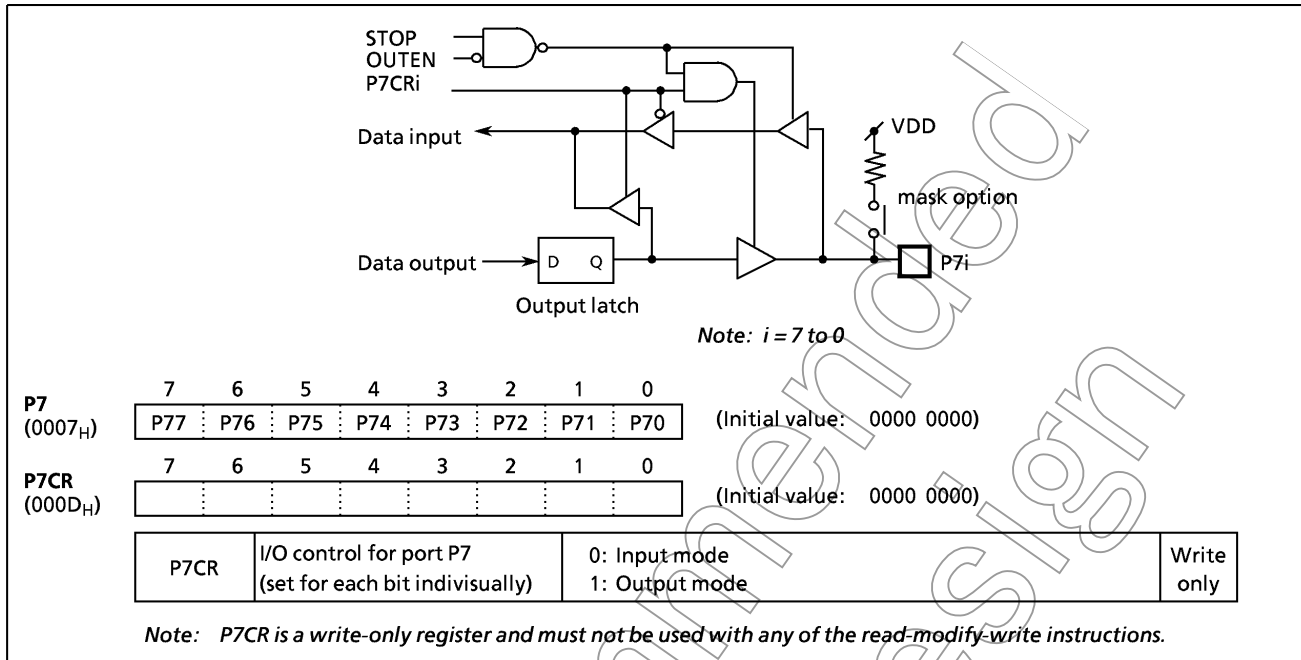 STOP
OUTEN
P7CRi
Data input
VDD
mask option
Data output
D Q
P7i
Output latch
Note: i = 7 to 0
7 6 5 4 3 2 1 0
P7
(0007H)
P77 P76 P75 P74 P73 P72 P71 P70
(Initial value: 0000 0000)
7 6 5 4 3 2 1 0
P7CR
(000DH)
(Initial value: 0000 0000)
P7CR
I/O control for port P7
(set for each bit indivisually)
0: Input mode
1: Output mode
Write
only
Note: P7CR is a write-only register and must not be used with any of the read-modify-write instructions.
mmended
esign